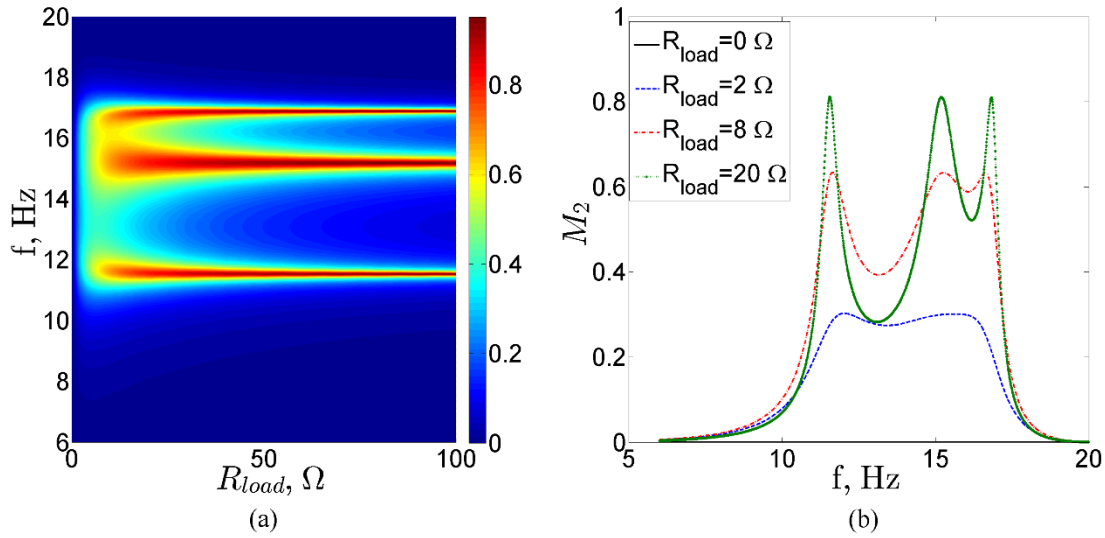 20
18
16
14
12
10
8
6
f, Hz
0
50
100
R_load, Ω
0.8
0.6
0.4
0.2
0
(a)
R_load=0 Ω
R_load=2 Ω
R_load=8 Ω
R_load=20 Ω
1
0.8
0.6
0.4
0.2
0
M_2
5
10
15
20
f, Hz
(b)